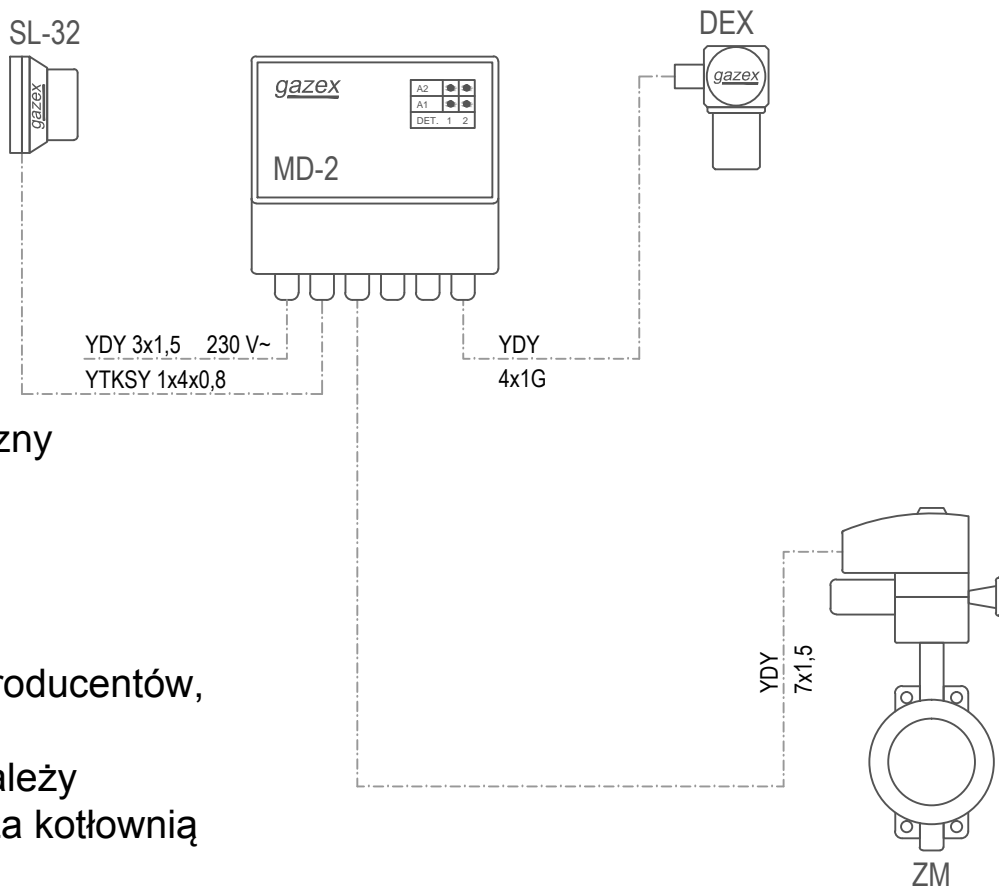 SL-32
DEX
gazex
gazex
gazex
A2
A1
DET. 1 2
MD-2
YDY 3x1,5 230 V~
YTKSY 1x4x0,8
YDY
4x1G
zny
YDY
7x1,5
roducentów,
ależy
za kotłownią
ZM